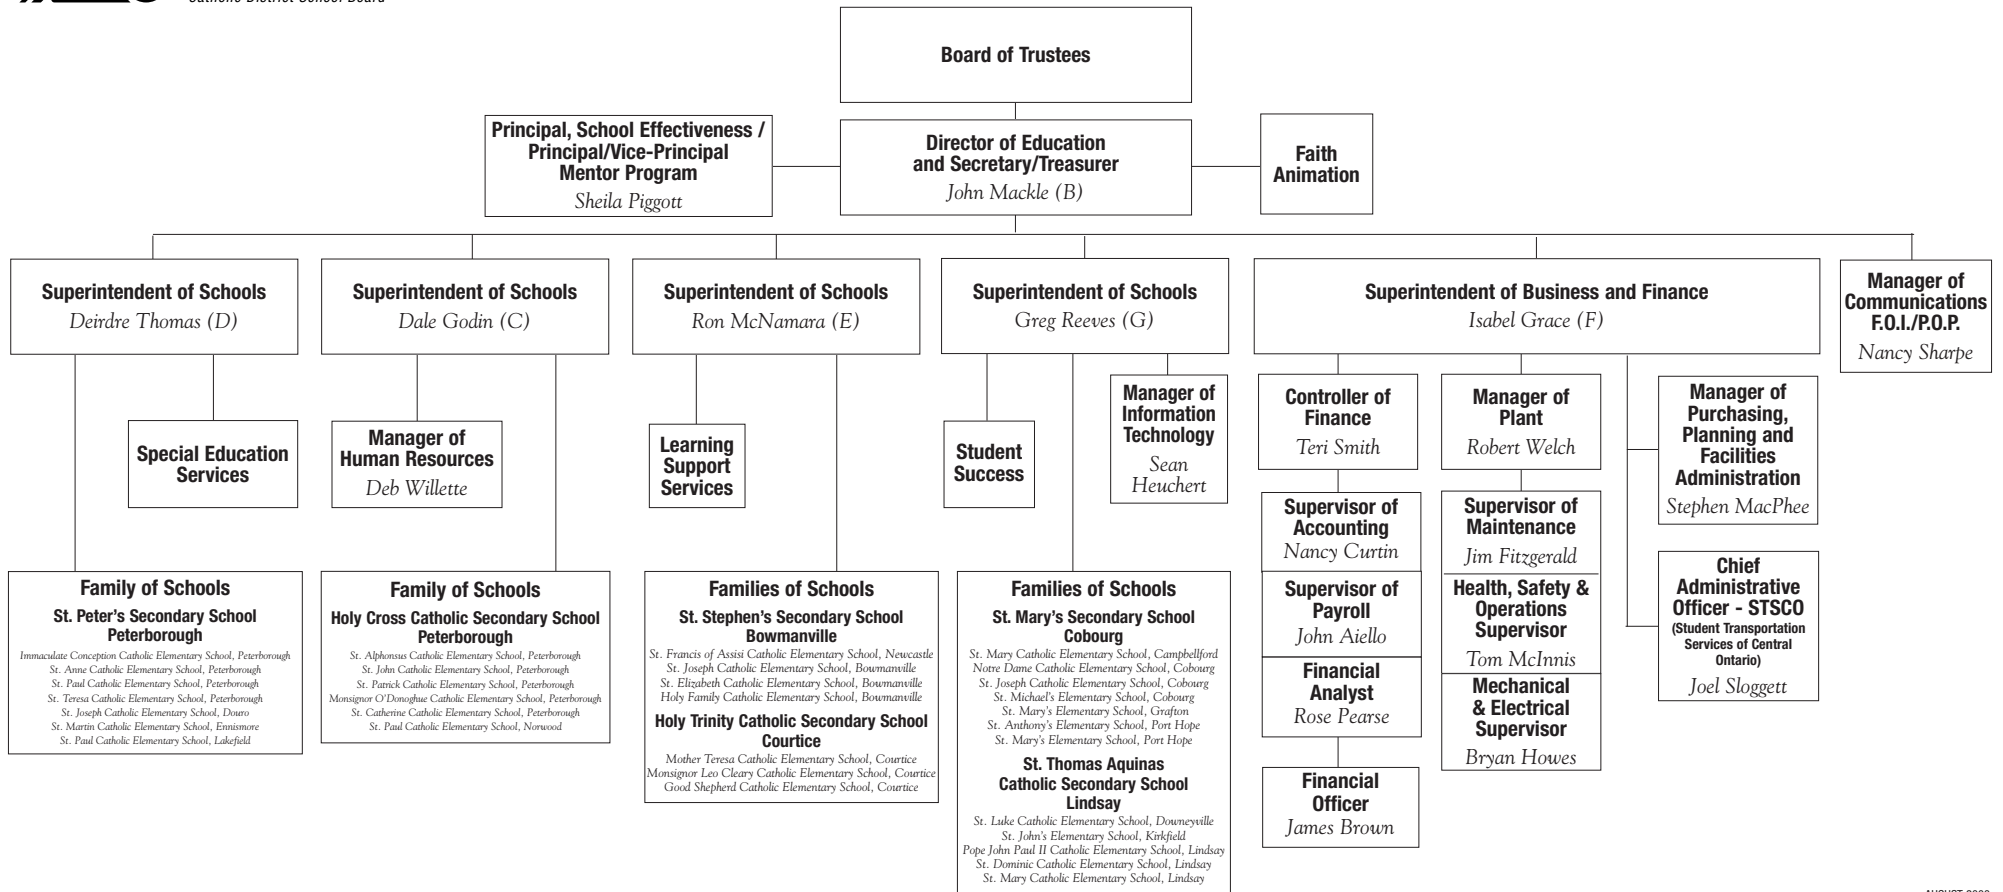 Catholic District School Board
Board of Trustees
Principal, School Effectiveness /
Principal/Vice-Principal
Mentor Program
Sheila Piggott
Director of Education
and Secretary/Treasurer
John Mackle (B)
Faith
Animation
Superintendent of Schools
Deirdre Thomas (D)
Superintendent of Schools
Dale Godin (C)
Superintendent of Schools
Ron McNamara (E)
Superintendent of Schools
Greg Reeves (G)
Superintendent of Business and Finance
Isabel Grace (F)
Manager of
Communications
F.O.I./P.O.P.
Nancy Sharpe
Special Education
Services
Manager of
Human Resources
Deb Willette
Learning
Support
Services
Student
Success
Manager of
Information
Technology
Sean
Heuchert
Controller of
Finance
Teri Smith
Manager of
Plant
Robert Welch
Manager of
Purchasing,
Planning and
Facilities
Administration
Stephen MacPhee
Supervisor of
Accounting
Nancy Curtin
Supervisor of
Payroll
John Aiello
Financial
Analyst
Rose Pearse
Financial
Officer
James Brown
Supervisor of
Maintenance
Jim Fitzgerald
Health, Safety &
Operations
Supervisor
Tom McInnis
Mechanical
& Electrical
Supervisor
Bryan Howes
Chief
Administrative
Officer - STSCO
(Student Transportation
Services of Central
Ontario)
Joel Sloggett
Family of Schools
St. Peter's Secondary School
Peterborough
Immaculate Conception Catholic Elementary School, Peterborough
St. Anne Catholic Elementary School, Peterborough
St. Paul Catholic Elementary School, Peterborough
St. Teresa Catholic Elementary School, Peterborough
St. Joseph Catholic Elementary School, Douro
St. Martin Catholic Elementary School, Ennismore
St. Paul Catholic Elementary School, Lakefield
Family of Schools
Holy Cross Catholic Secondary School
Peterborough
St. Alphonsus Catholic Elementary School, Peterborough
St. John Catholic Elementary School, Peterborough
St. Patrick Catholic Elementary School, Peterborough
Monsignor O'Donoghue Catholic Elementary School, Peterborough
St. Catherine Catholic Elementary School, Peterborough
St. Paul Catholic Elementary School, Norwood
Families of Schools
St. Stephen's Secondary School
Bowmanville
St. Francis of Assisi Catholic Elementary School, Newcastle
St. Joseph Catholic Elementary School, Bowmanville
St. Elizabeth Catholic Elementary School, Bowmanville
Holy Family Catholic Elementary School, Bowmanville
Holy Trinity Catholic Secondary School
Courtice
Mother Teresa Catholic Elementary School, Courtice
Monsignor Leo Cleary Catholic Elementary School, Courtice
Good Shepherd Catholic Elementary School, Courtice
Families of Schools
St. Mary's Secondary School
Cobourg
St. Mary Catholic Elementary School, Campbellford
Notre Dame Catholic Elementary School, Cobourg
St. Joseph Catholic Elementary School, Cobourg
St. Michael's Elementary School, Cobourg
St. Mary's Elementary School, Grafton
St. Anthony's Elementary School, Port Hope
St. Mary's Elementary School, Port Hope
St. Thomas Aquinas
Catholic Secondary School
Lindsay
St. Luke Catholic Elementary School, Downeyville
St. John's Elementary School, Kirkfield
Pope John Paul II Catholic Elementary School, Lindsay
St. Dominic Catholic Elementary School, Lindsay
St. Mary Catholic Elementary School, Lindsay